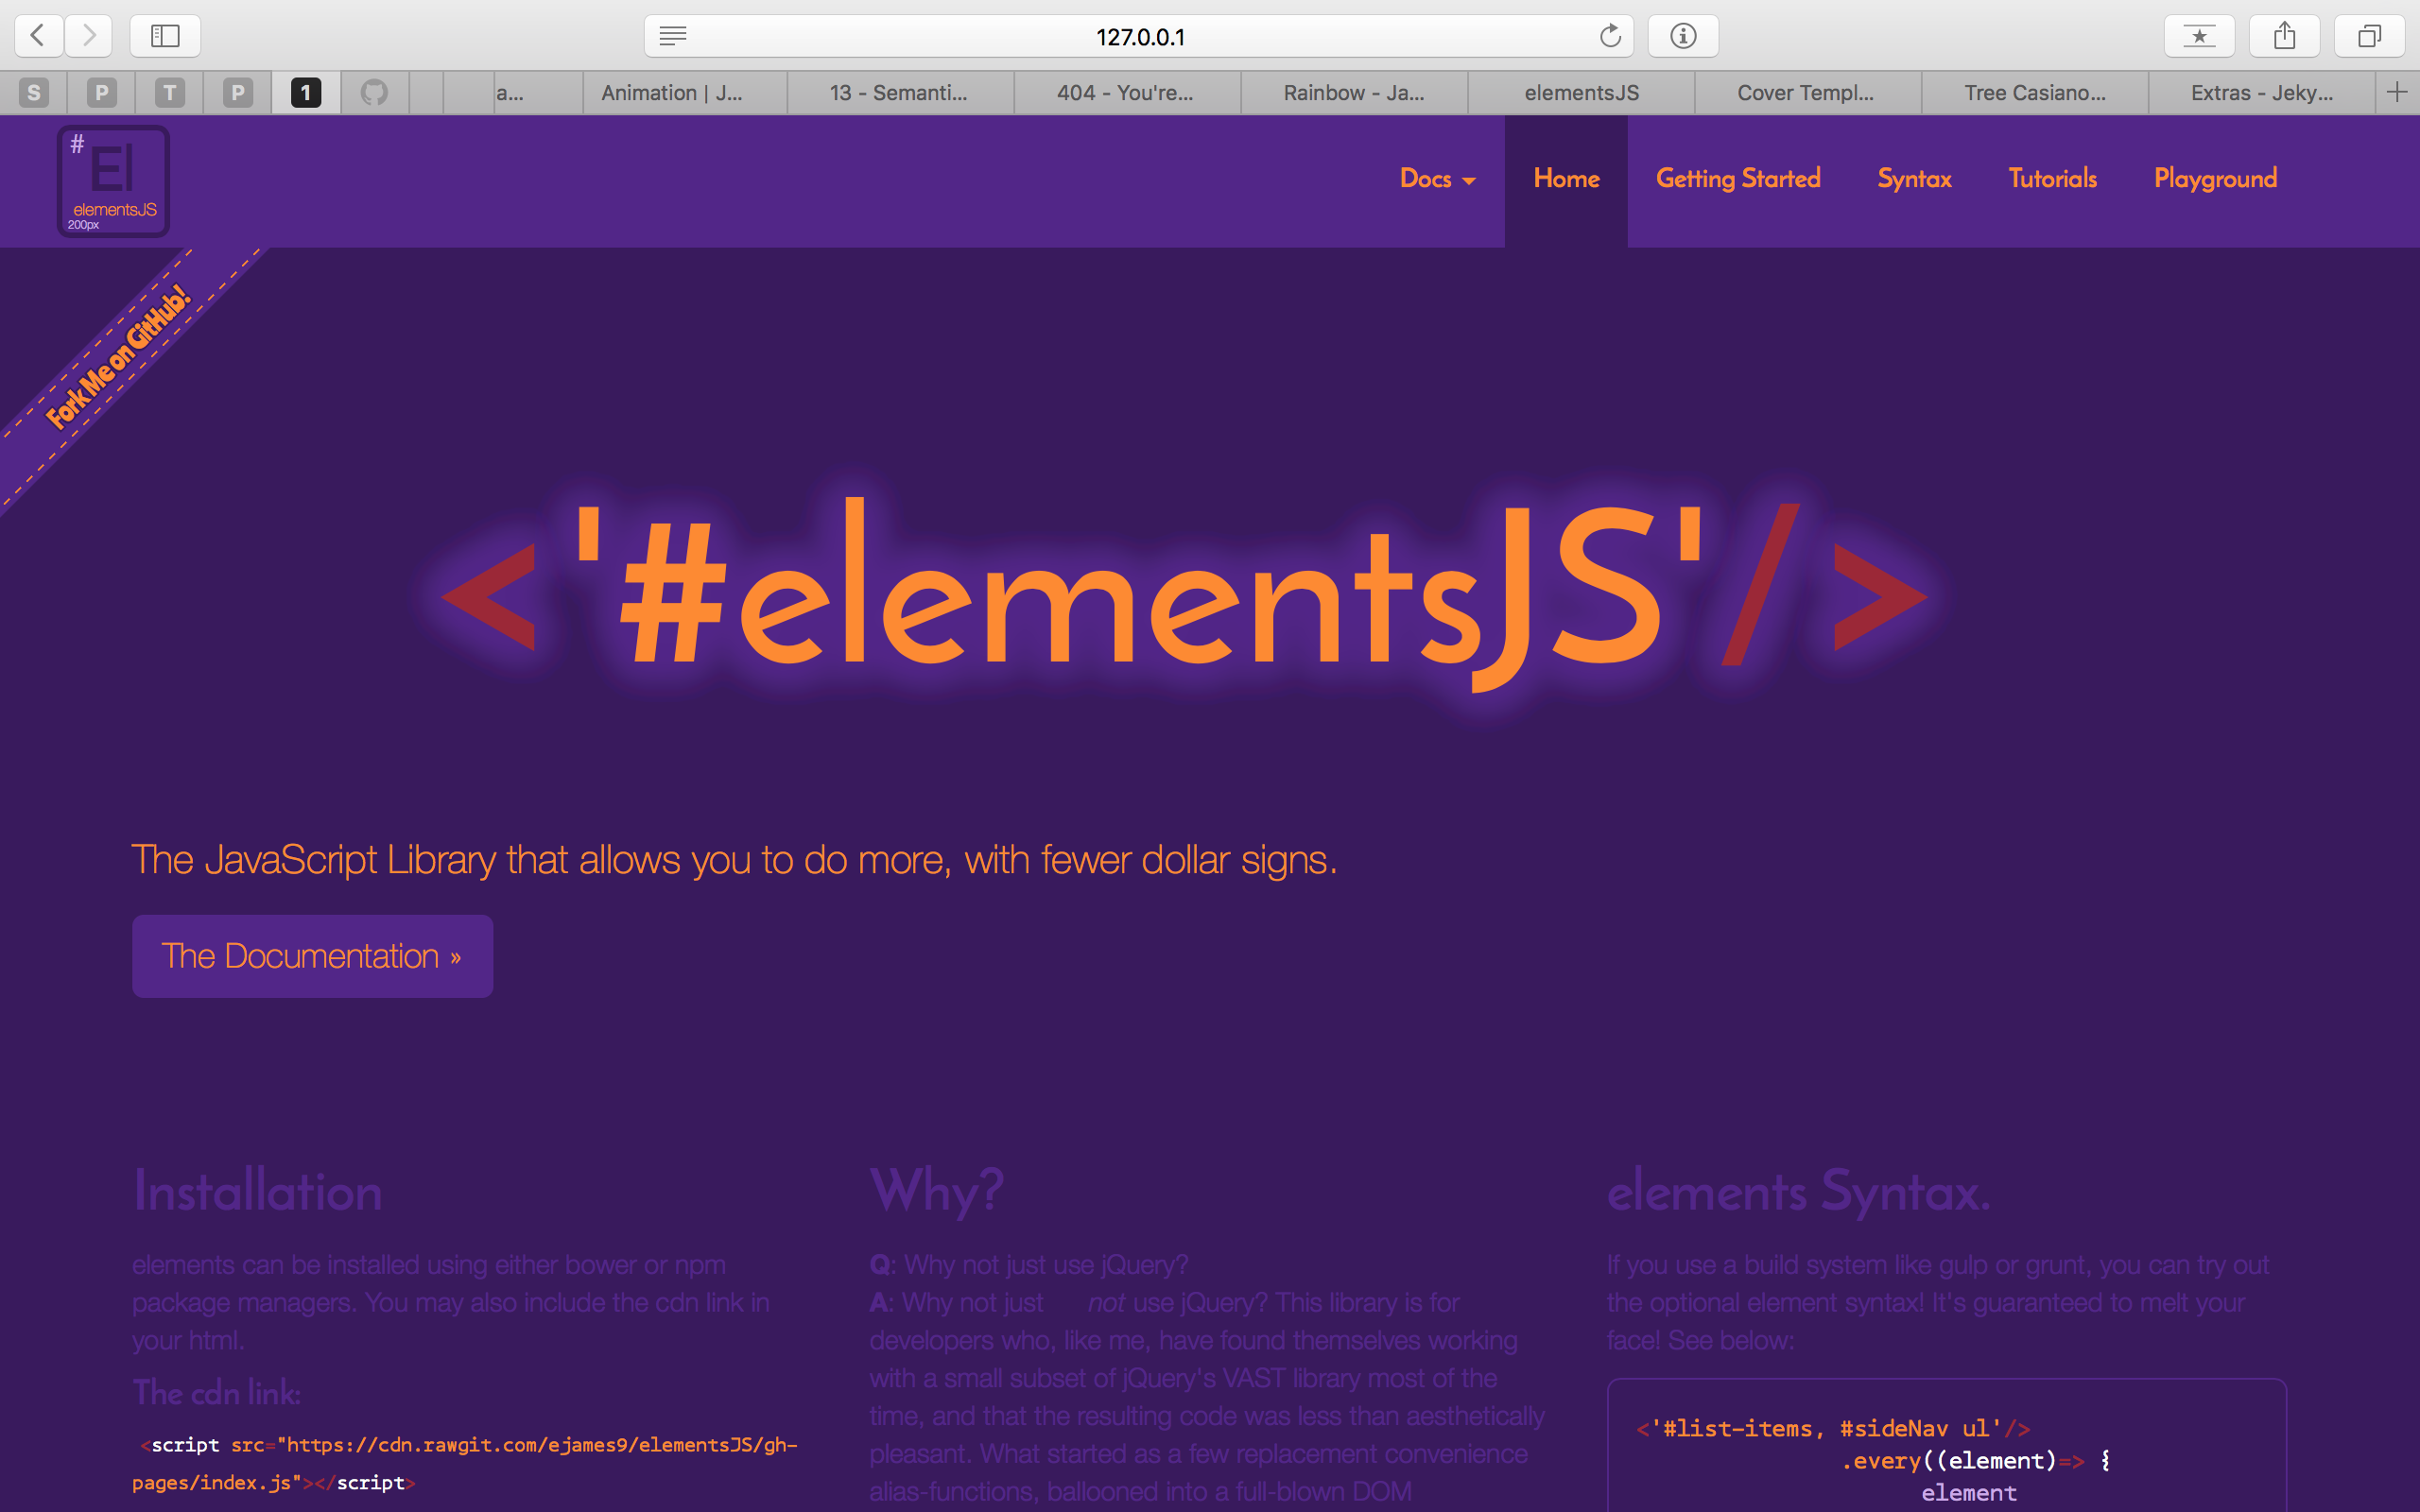 127.0.0.1
S P T P 1 a... Animation | J... 13 - Semanti... 404 - You're... Rainbow - Ja... elementsJS Cover Templ... Tree Casiano... Extras - Jeky...
#
El
elementsJS
200px
Docs Home Getting Started Syntax Tutorials Playground
Fork Me on GitHub!
<'#elementsJS'/>
The JavaScript Library that allows you to do more, with fewer dollar signs.
The Documentation »
Installation
elements can be installed using either bower or npm
package managers. You may also include the cdn link in
your html.
The cdn link:
<script src="https://cdn.rawgit.com/ejames9/elementsJS/gh-
pages/index.js"></script>
Why?
Q: Why not just use jQuery?
A: Why not just not use jQuery? This library is for
developers who, like me, have found themselves working
with a small subset of jQuery's VAST library most of the
time, and that the resulting code was less than aesthetically
pleasant. What started as a few replacement convenience
alias-functions, ballooned into a full-blown DOM
elements Syntax.
If you use a build system like gulp or grunt, you can try out
the optional element syntax! It's guaranteed to melt your
face! See below:
<'#list-items, #sideNav ul'/>
.every((element)=> {
element